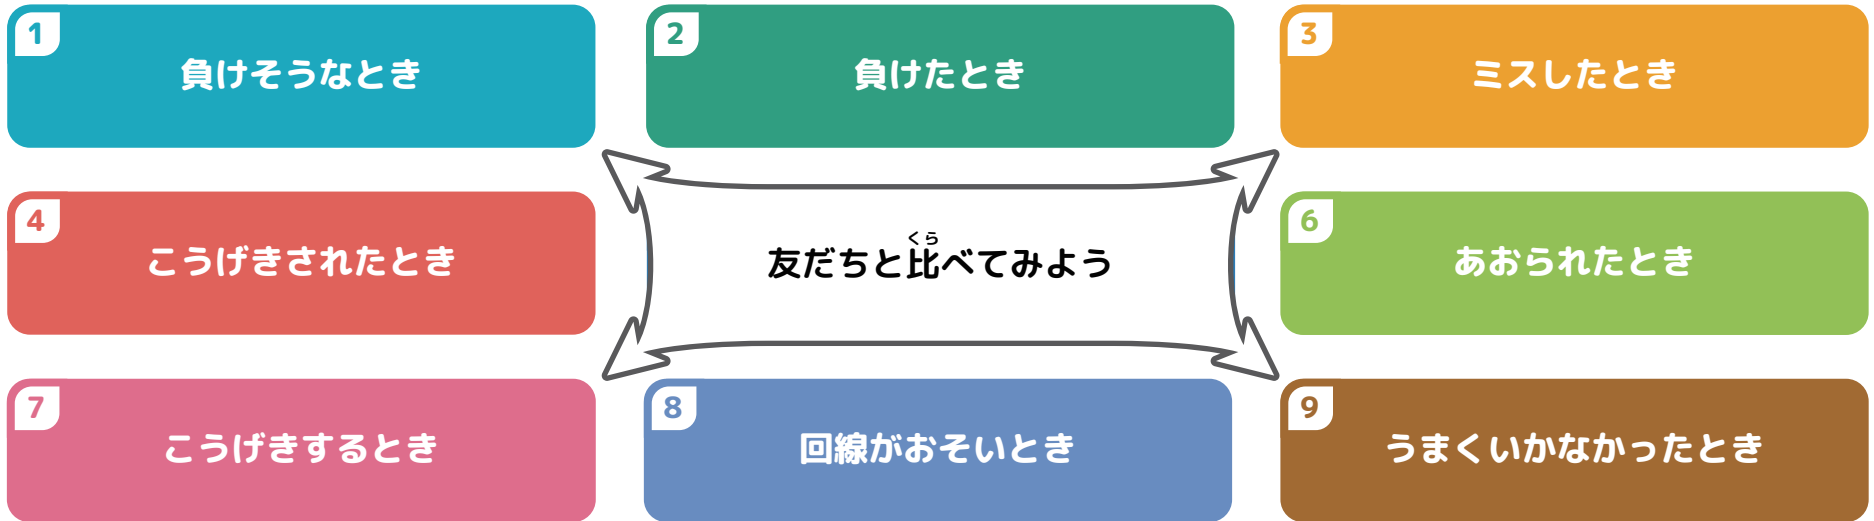 1
負けそうなとき
2
負けたとき
3
ミスしたとき
4
こうげきされたとき
くら
友だちと比べてみよう
6
あおられたとき
7
こうげきするとき
8
回線がおそいとき
9
うまくいかなかったとき